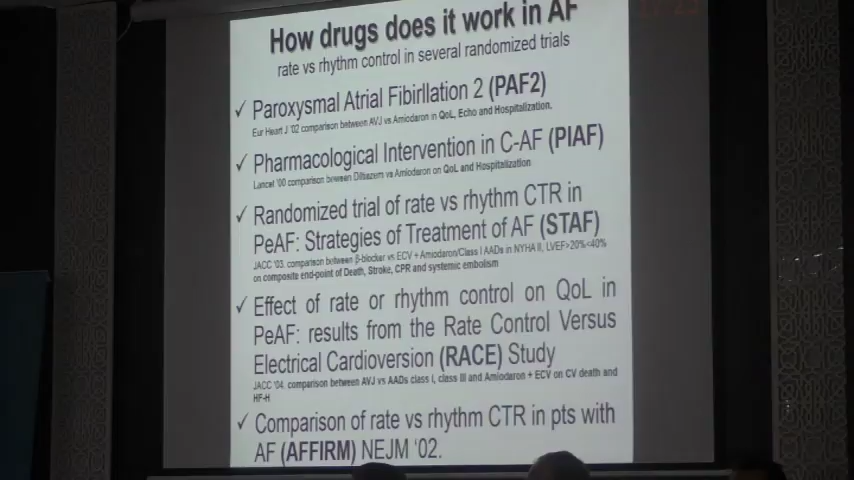 How drugs does it work in AF
rate vs rhythm control in several randomized trials
✓ Paroxysmal Atrial Fibirllation 2 (PAF2)
Eur Heart J '02 comparison between AVJ vs Amiodaron in QoL, Echo and Hospitalization.
✓ Pharmacological Intervention in C-AF (PIAF)
Lancet '00 comparison between Diltiazem vs Amiodaron on QoL and Hospitalization
✓ Randomized trial of rate vs rhythm CTR in
PeAF: Strategies of Treatment of AF (STAF)
JACC '03, comparison between β-blocker vs ECV + Amiodaron/Class I AADs in NYHA II, LVEF>20%<40%
on composite end-point of Death, Stroke, CPR and systemic embolism
✓ Effect of rate or rhythm control on QoL in
PeAF: results from the Rate Control Versus
Electrical Cardioversion (RACE) Study
JACC '04, comparison between AVJ vs AADs class I, class III and Amiodaron + ECV on CV death and
HF-H
✓ Comparison of rate vs rhythm CTR in pts with
AF (AFFIRM) NEJM '02.